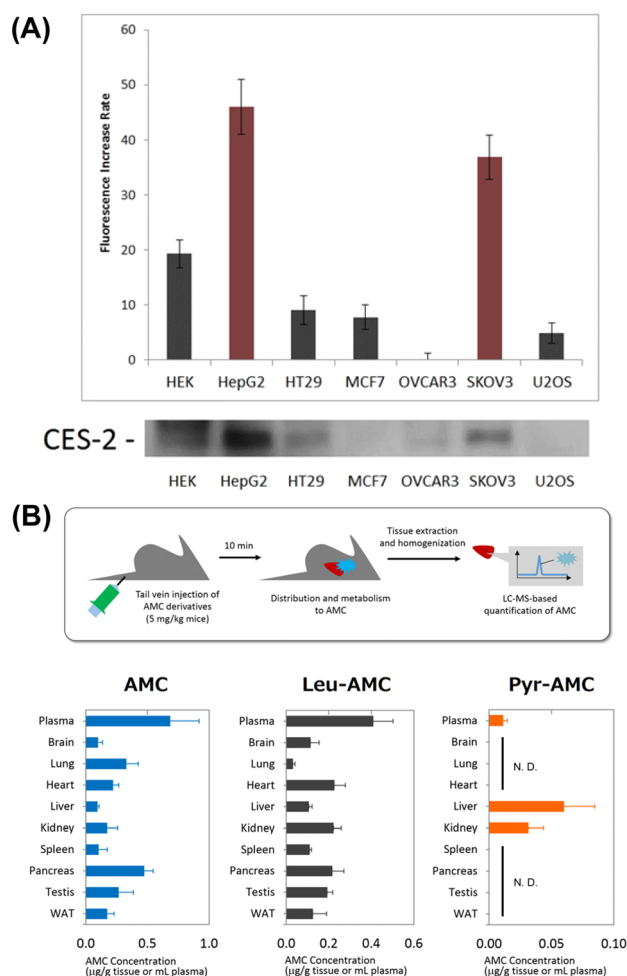 (A)
Fluorescence Increase Rate
60
50
40
30
20
10
0
HEK HepG2 HT29 MCF7 OVCAR3 SKOV3 U2OS
CES-2 -
HEK HepG2 HT29 MCF7 OVCAR3 SKOV3 U2OS
(B)
Tail vein injection of
AMC derivatives
(5 mg/kg mice)
10 min
Distribution and metabolism
to AMC
Tissue extraction
and homogenization
LC-MS-based
quantification of AMC
AMC
Plasma
Brain
Lung
Heart
Liver
Kidney
Spleen
Pancreas
Testis
WAT
0.0 0.5 1.0
AMC Concentration
(μg/g tissue or mL plasma)
Leu-AMC
Plasma
Brain
Lung
Heart
Liver
Kidney
Spleen
Pancreas
Testis
WAT
0.0 0.2 0.4 0.6
AMC Concentration
(μg/g tissue or mL plasma)
Pyr-AMC
Plasma
Brain
Lung
Heart
Liver
Kidney
Spleen
Pancreas
Testis
WAT
N. D.
N. D.
0.00 0.05 0.10
AMC Concentration
(μg/g tissue or mL plasma)